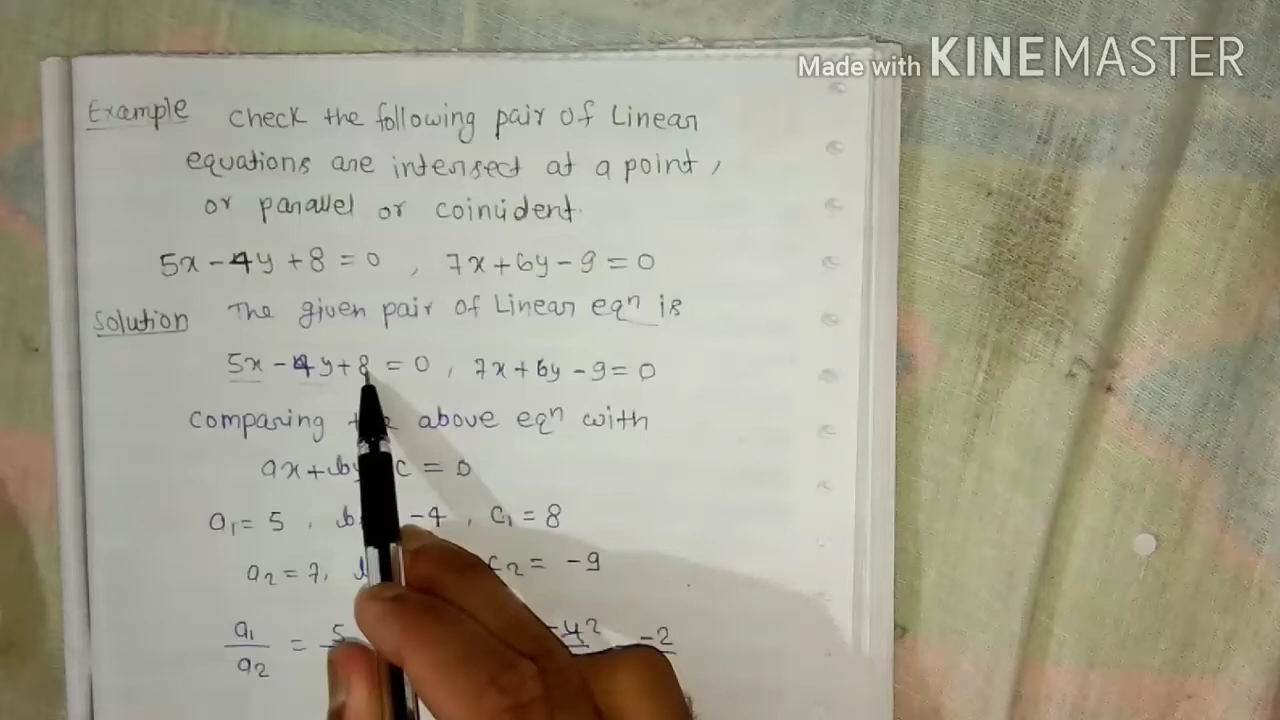 Made with KINEMASTER
Example Check the following pair of Linear
equations are intersect at a point,
or parallel or coincident.
5x - 4y + 8 = 0 , 7x + 6y - 9 = 0
Solution The given pair of Linear eqⁿ is
5x - 4y + 8 = 0 , 7x + 6y - 9 = 0
comparing above eqⁿ with
ax + by c = 0
a₁ = 5 , b -4 , c₁ = 8
a₂ = 7, c₂ = -9
a₁ = 5 -4 2 -2
a₂